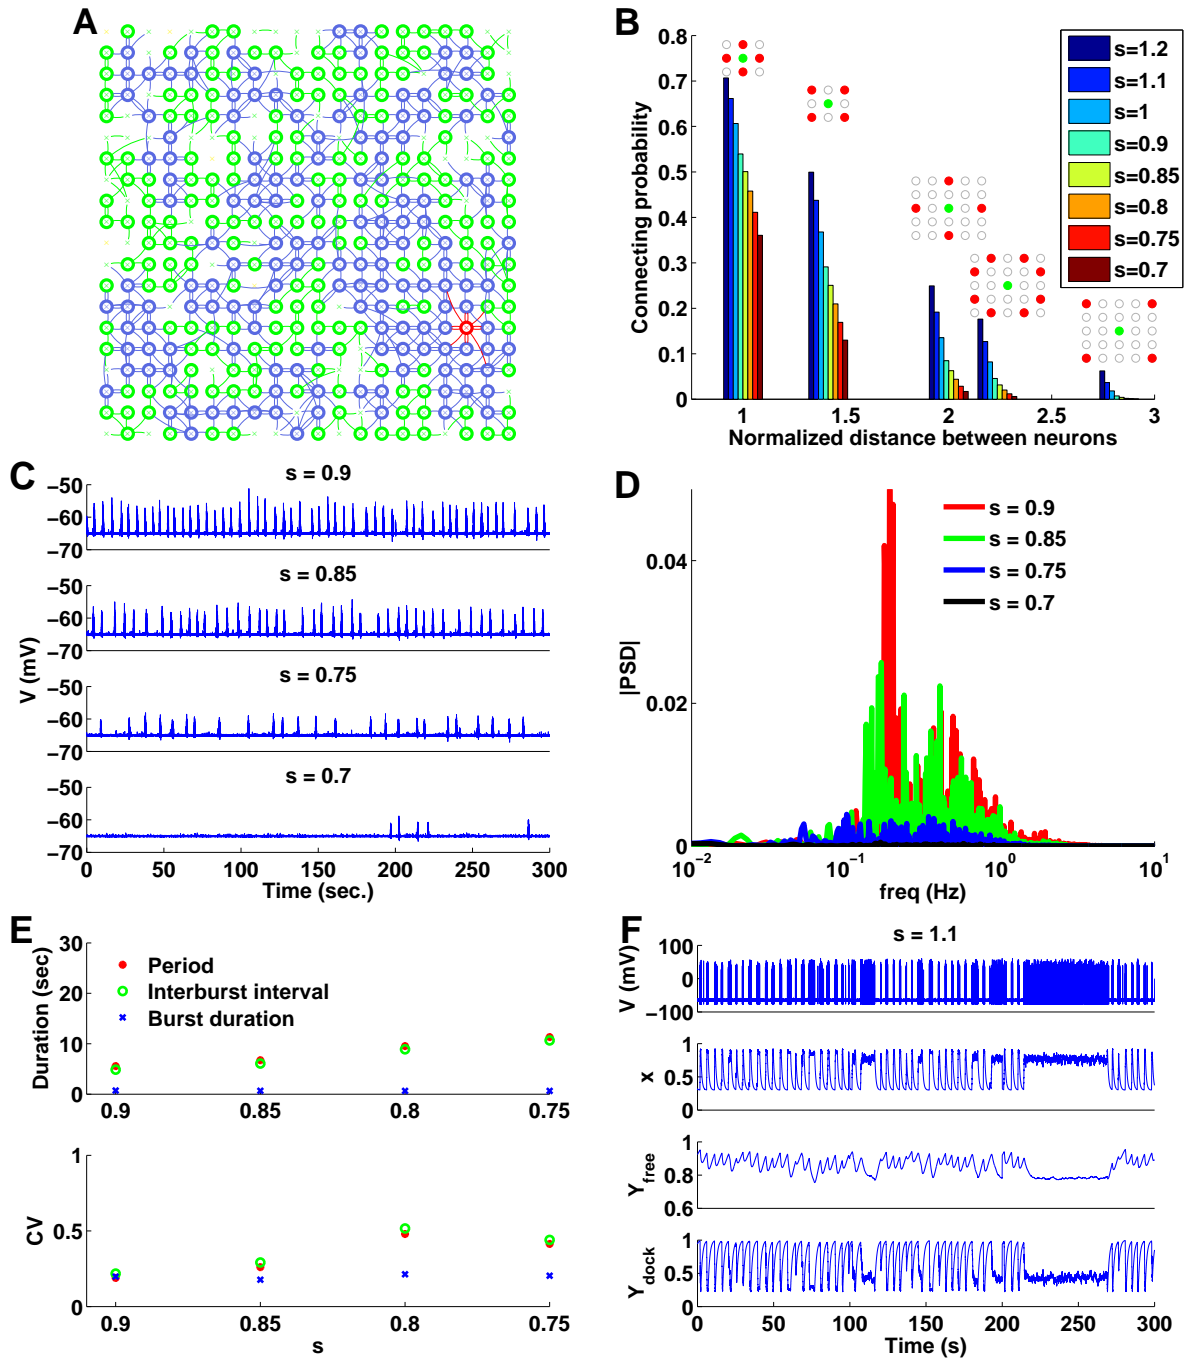 A
B
0.8
0.7
0.6
0.5
0.4
0.3
0.2
0.1
0
Connecting probability
1
1.5
2
2.5
3
Normalized distance between neurons
s=1.2
s=1.1
s=1
s=0.9
s=0.85
s=0.8
s=0.75
s=0.7
C
s = 0.9
−50
−60
−70
s = 0.85
−50
−60
−70
s = 0.75
−50
−60
−70
s = 0.7
−50
−60
−70
V (mV)
0
50
100
150
200
250
300
Time (sec.)
D
s = 0.9
s = 0.85
s = 0.75
s = 0.7
0.04
0.02
0
|PSD|
10−2
10−1
100
101
freq (Hz)
E
30
20
10
0
Duration (sec)
Period
Interburst interval
Burst duration
0.9
0.85
0.8
0.75
1
0.5
0
CV
0.9
0.85
0.8
0.75
s
F
s = 1.1
100
0
−100
V (mV)
1
0.5
0
x
1
0.8
0.6
Yfree
1
0.5
0
Ydock
0
50
100
150
200
250
300
Time (s)